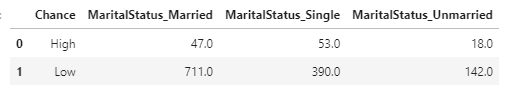 Chance MaritalStatus_Married MaritalStatus_Single MaritalStatus_Unmarried
0 High 47.0 53.0 18.0
1 Low 711.0 390.0 142.0